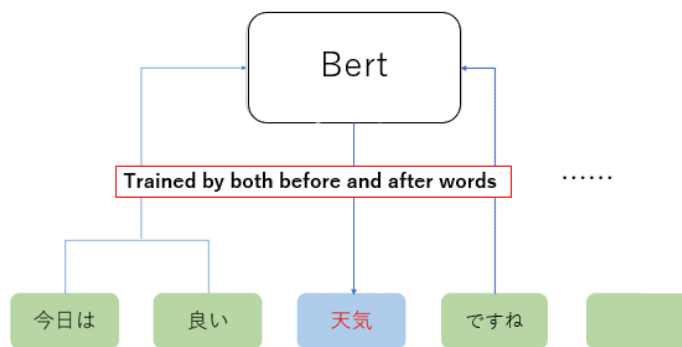 Bert
Trained by both before and after words
……
今日は
良い
天気
ですね